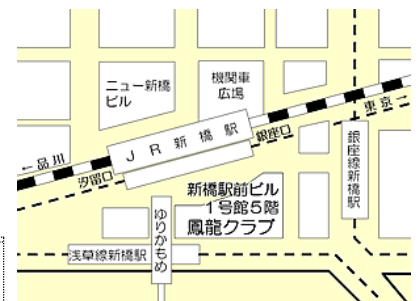 ニュー新橋
ビル
機関車
広場
東京→
JR新橋駅
銀座口
←品川
汐留口
銀座線新橋駅
新橋駅前ビル
1号館5階
鳳龍クラブ
ゆりかもめ
浅草線新橋駅